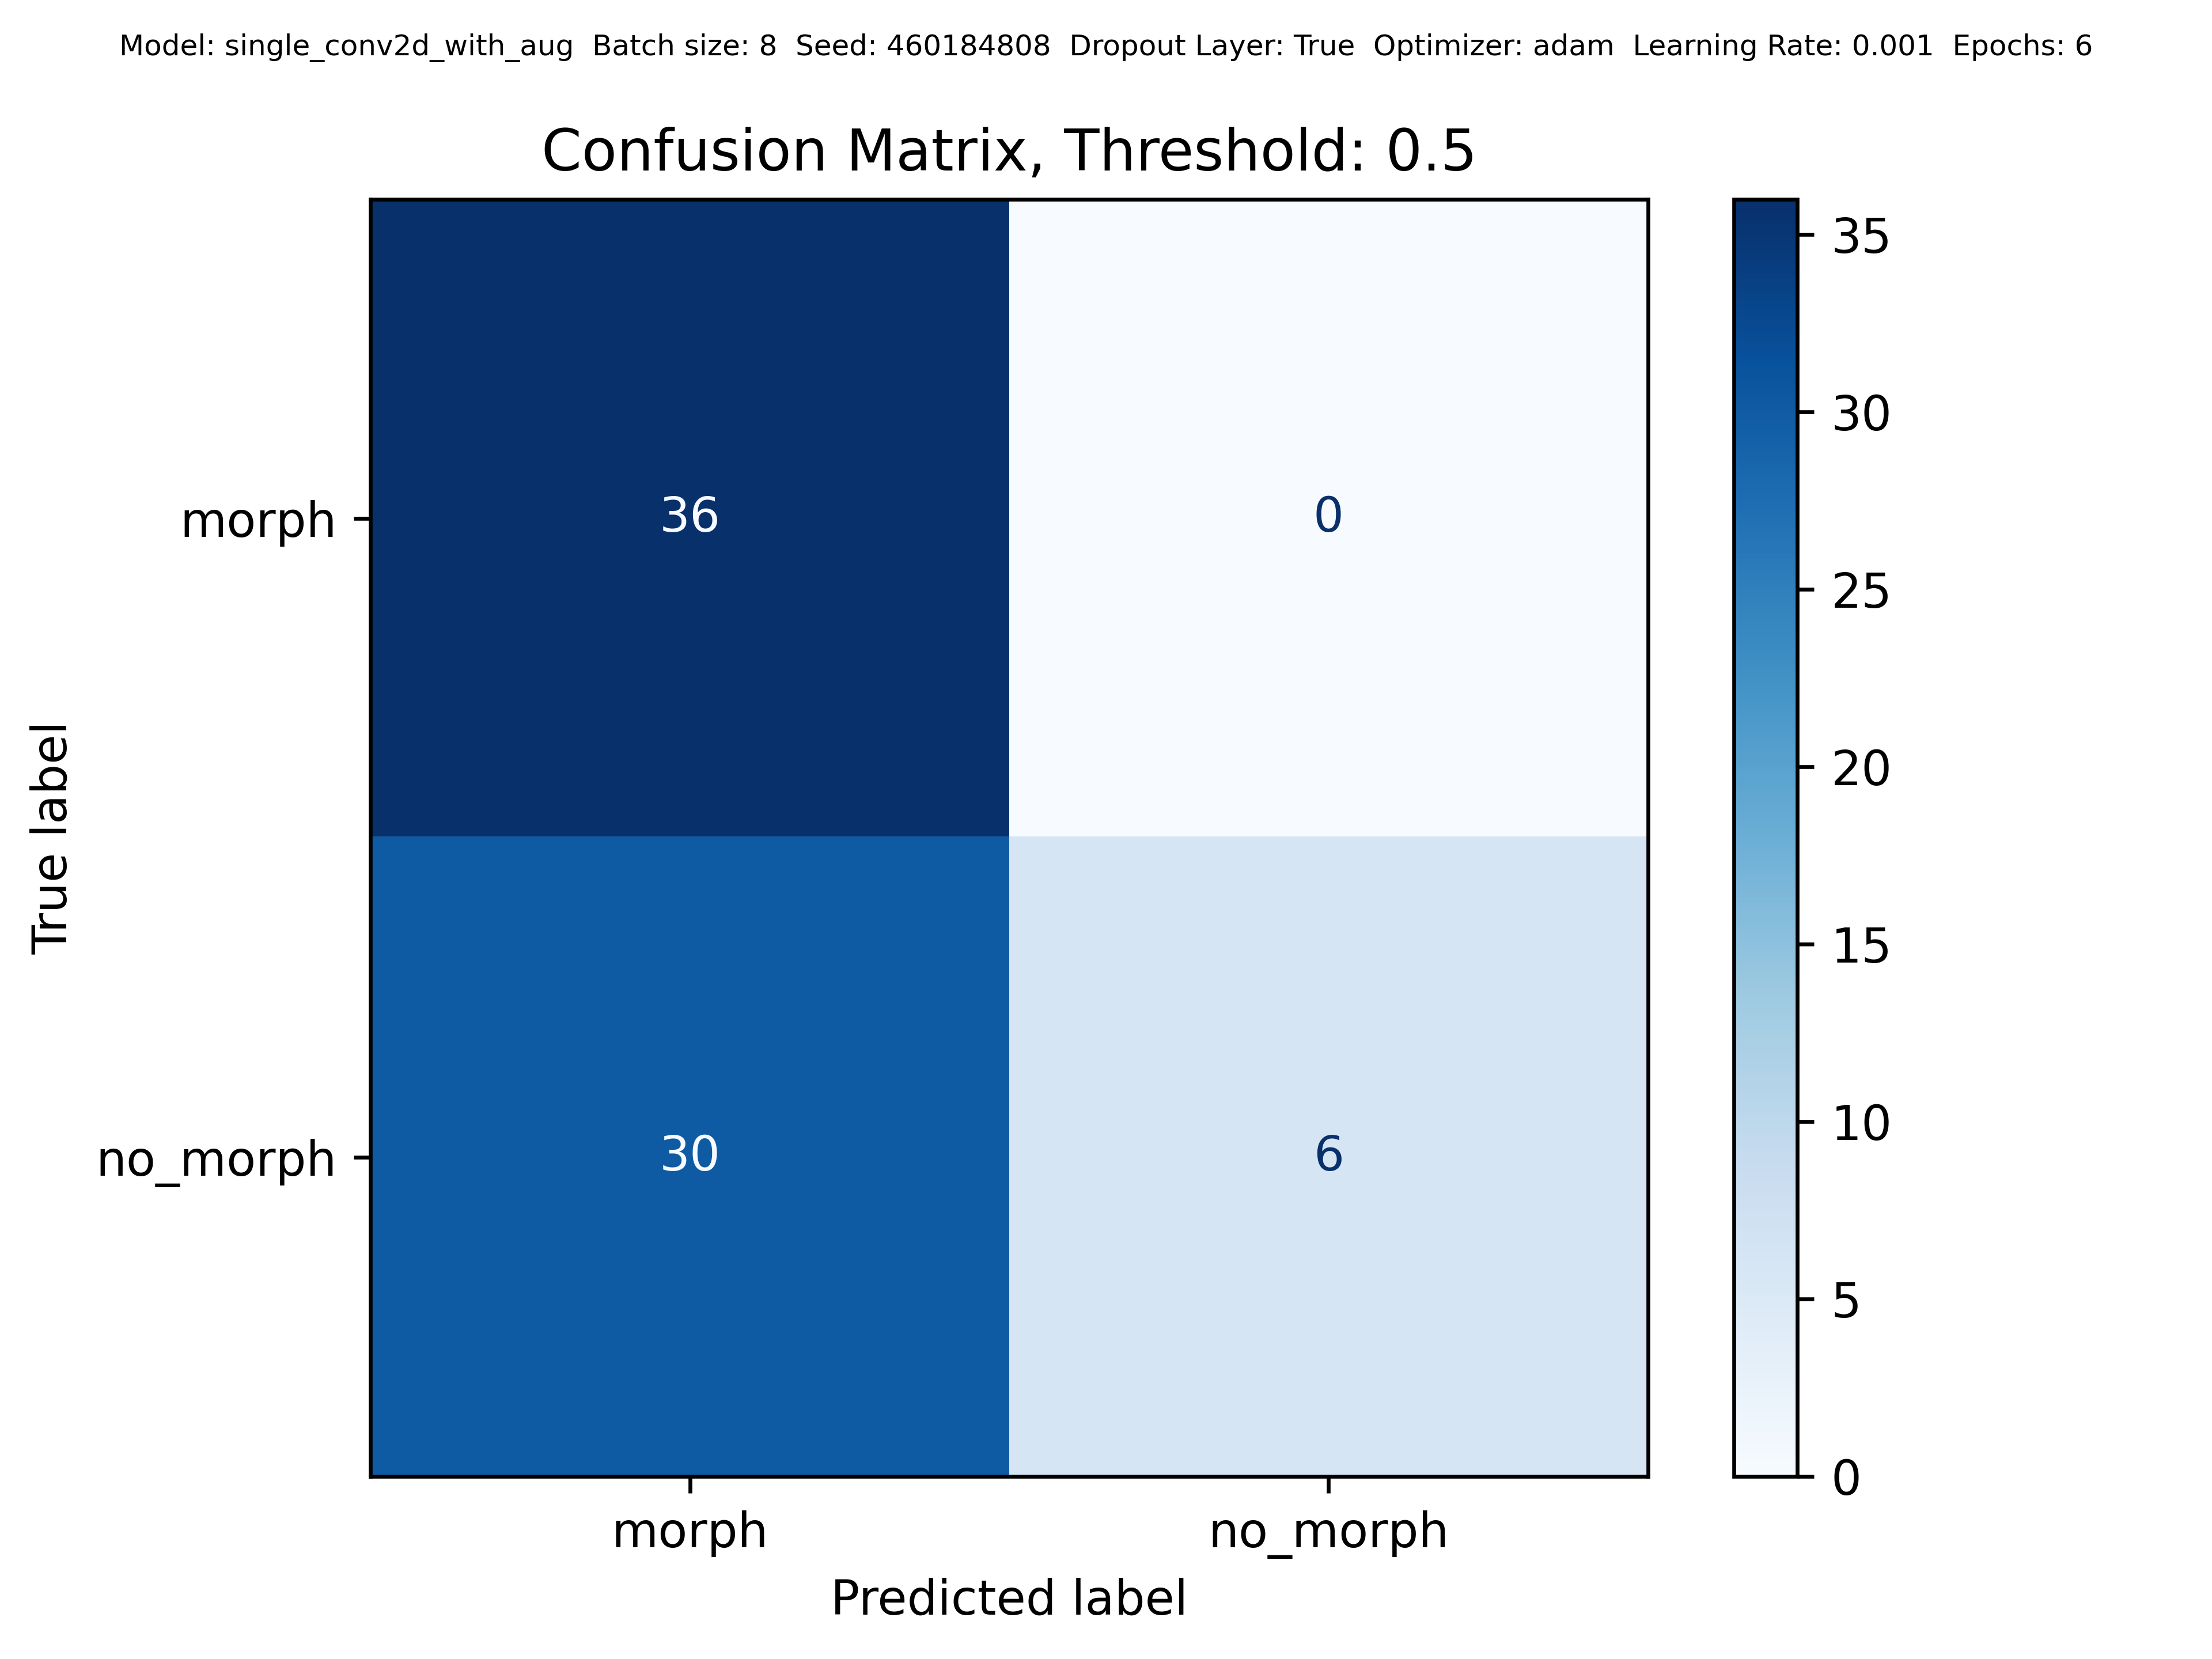 Model: single_conv2d_with_aug  Batch size: 8  Seed: 460184808  Dropout Layer: True  Optimizer: adam  Learning Rate: 0.001  Epochs: 6
Confusion Matrix, Threshold: 0.5
True label
morph
36
0
no_morph
30
6
morph
no_morph
Predicted label
35
30
25
20
15
10
5
0